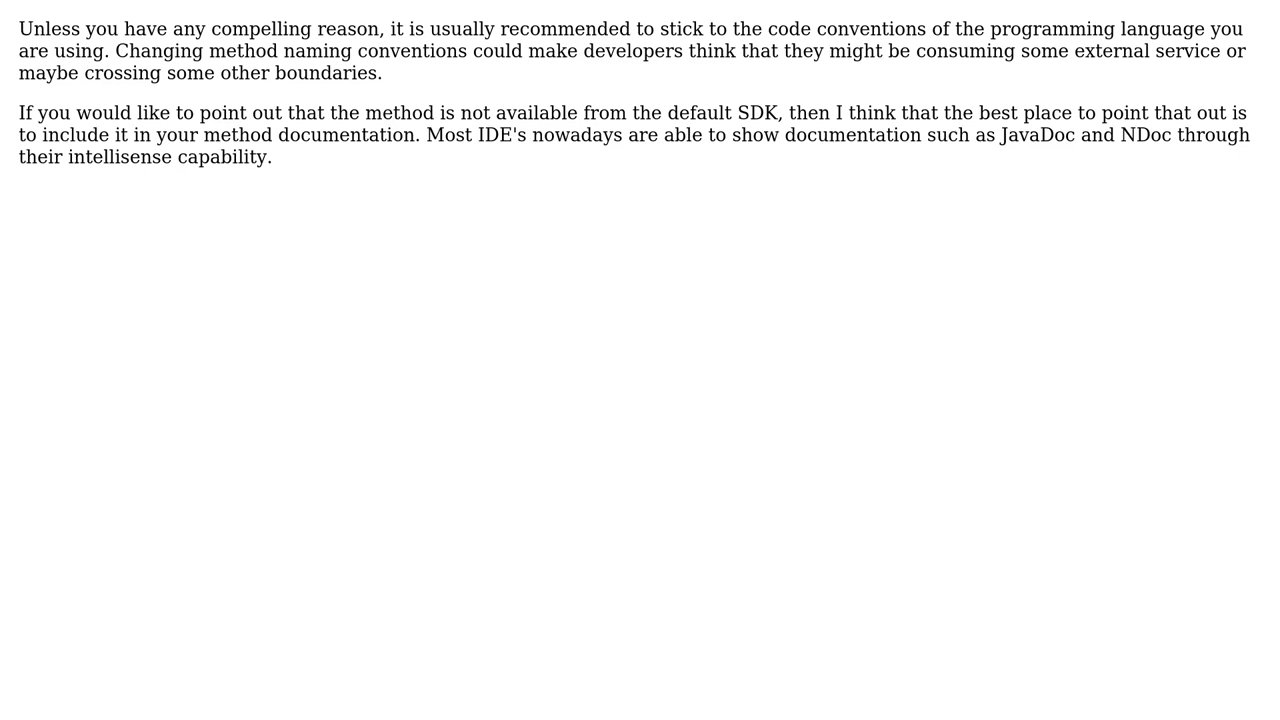 Unless you have any compelling reason, it is usually recommended to stick to the code conventions of the programming language you
are using. Changing method naming conventions could make developers think that they might be consuming some external service or
maybe crossing some other boundaries.
If you would like to point out that the method is not available from the default SDK, then I think that the best place to point that out is
to include it in your method documentation. Most IDE's nowadays are able to show documentation such as JavaDoc and NDoc through
their intellisense capability.